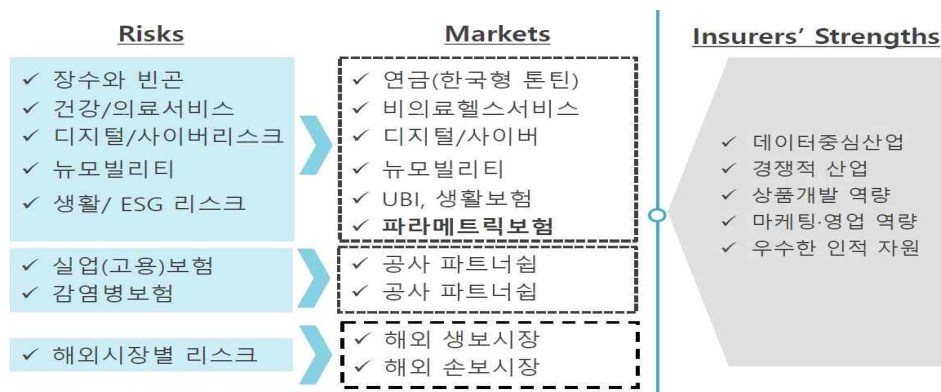 Risks
✓ 장수와 빈곤
✓ 건강/의료서비스
✓ 디지털/사이버리스크
✓ 뉴모빌리티
✓ 생활/ ESG 리스크
✓ 실업(고용)보험
✓ 감염병보험
✓ 해외시장별 리스크
Markets
✓ 연금(한국형 톤틴)
✓ 비의료헬스서비스
✓ 디지털/사이버
✓ 뉴모빌리티
✓ UBI, 생활보험
✓ 파라메트릭보험
✓ 공사 파트너쉽
✓ 공사 파트너쉽
✓ 해외 생보시장
✓ 해외 손보시장
Insurers' Strengths
✓ 데이터중심산업
✓ 경쟁적 산업
✓ 상품개발 역량
✓ 마케팅·영업 역량
✓ 우수한 인적 자원